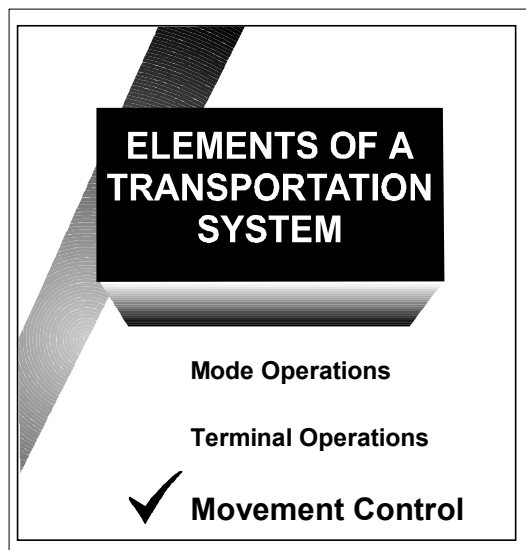 ELEMENTS OF A
TRANSPORTATION
SYSTEM
Mode Operations
Terminal Operations
Movement Control